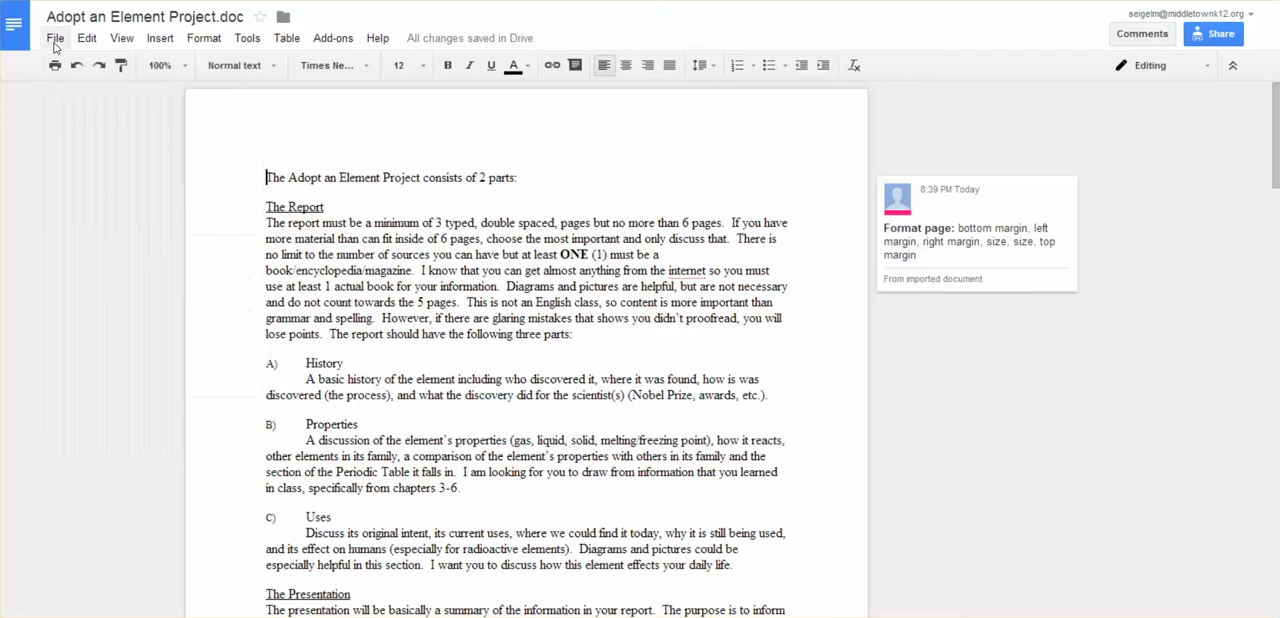 Adopt an Element Project.doc
seigelm@middletownk12.org
File Edit View Insert Format Tools Table Add-ons Help All changes saved in Drive
Comments Share
100% Normal text Times Ne... 12 B I U A Editing
The Adopt an Element Project consists of 2 parts:
The Report
The report must be a minimum of 3 typed, double spaced, pages but no more than 6 pages. If you have
more material than can fit inside of 6 pages, choose the most important and only discuss that. There is
no limit to the number of sources you can have but at least ONE (1) must be a
book/encyclopedia/magazine. I know that you can get almost anything from the internet so you must
use at least 1 actual book for your information. Diagrams and pictures are helpful, but are not necessary
and do not count towards the 5 pages. This is not an English class, so content is more important than
grammar and spelling. However, if there are glaring mistakes that shows you didn't proofread, you will
lose points. The report should have the following three parts:
A) History
A basic history of the element including who discovered it, where it was found, how is was
discovered (the process), and what the discovery did for the scientist(s) (Nobel Prize, awards, etc.).
B) Properties
A discussion of the element's properties (gas, liquid, solid, melting/freezing point), how it reacts,
other elements in its family, a comparison of the element's properties with others in its family and the
section of the Periodic Table it falls in. I am looking for you to draw from information that you learned
in class, specifically from chapters 3-6.
C) Uses
Discuss its original intent, its current uses, where we could find it today, why it is still being used,
and its effect on humans (especially for radioactive elements). Diagrams and pictures could be
especially helpful in this section. I want you to discuss how this element effects your daily life.
The Presentation
The presentation will be basically a summary of the information in your report. The purpose is to inform
8:39 PM Today
Format page: bottom margin, left
margin, right margin, size, size, top
margin
From imported document